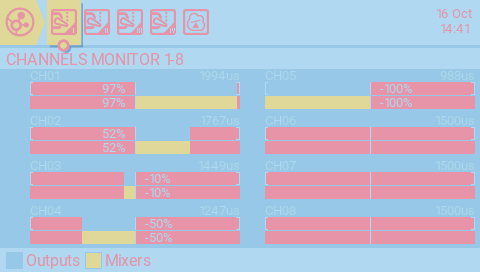 16 Oct
14:41
CHANNELS MONITOR 1-8
CH01 1994us
97%
97%
CH02 1767us
52%
52%
CH03 1449us
-10%
-10%
CH04 1247us
-50%
-50%
CH05 988us
-100%
-100%
CH06 1500us
CH07 1500us
CH08 1500us
Outputs Mixers